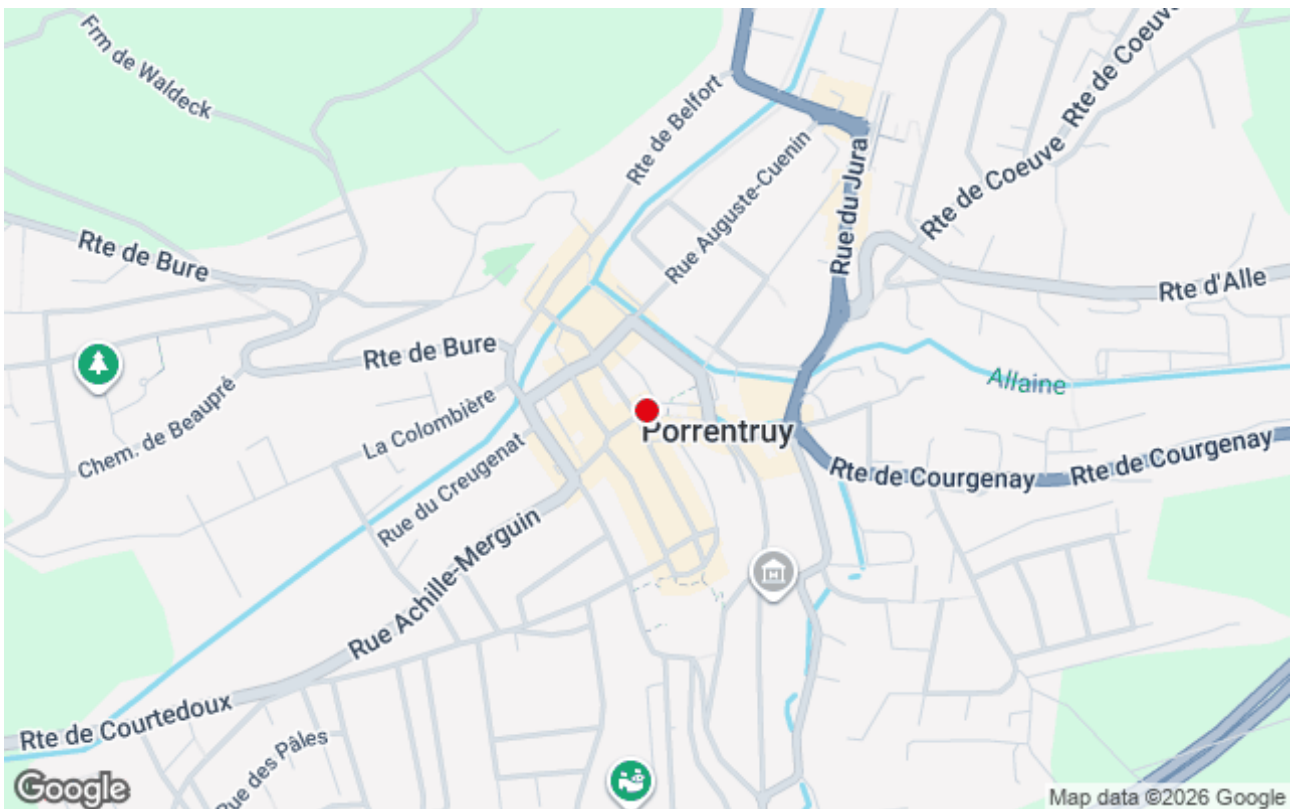 Frm de Waldeck
Rte de Belfort
Rte de Coeuve
Rte de Coeuve
Rue Auguste-Cuenin
Rue du Jura
Rte de Bure
Rte d'Alle
Rte de Bure
Allaine
Chem. de Beaupré
La Colombière
Porrentruy
Rue du Creugenat
Rte de Courgenay
Rte de Courgenay
Rue Achille-Merguin
H
Rte de Courtedoux
Rue des Pâles
Google
Map data ©2026 Google